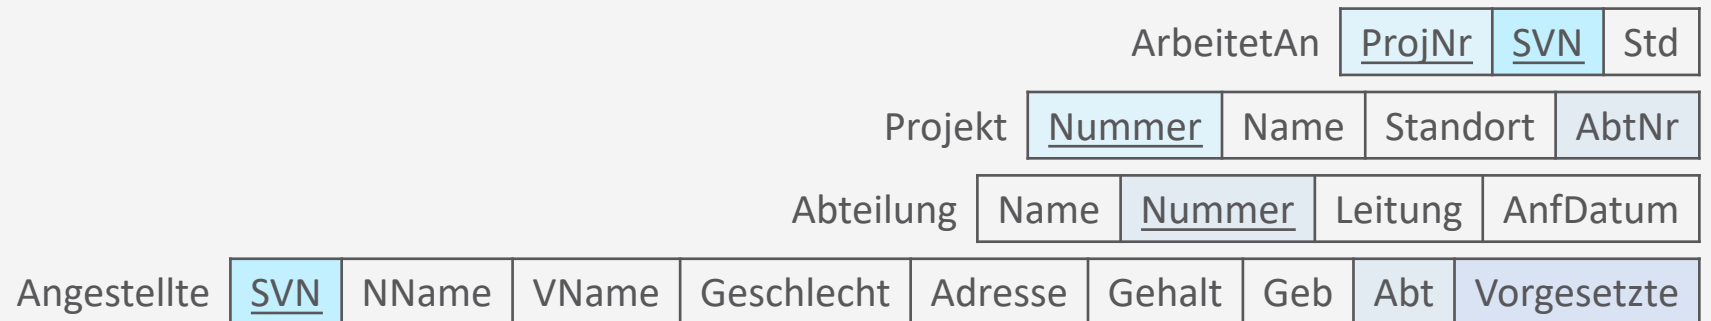 ArbeitetAn ProjNr SVN Std
Projekt Nummer Name Standort AbtNr
Abteilung Name Nummer Leitung AnfDatum
Angestellte SVN NName VName Geschlecht Adresse Gehalt Geb Abt Vorgesetzte